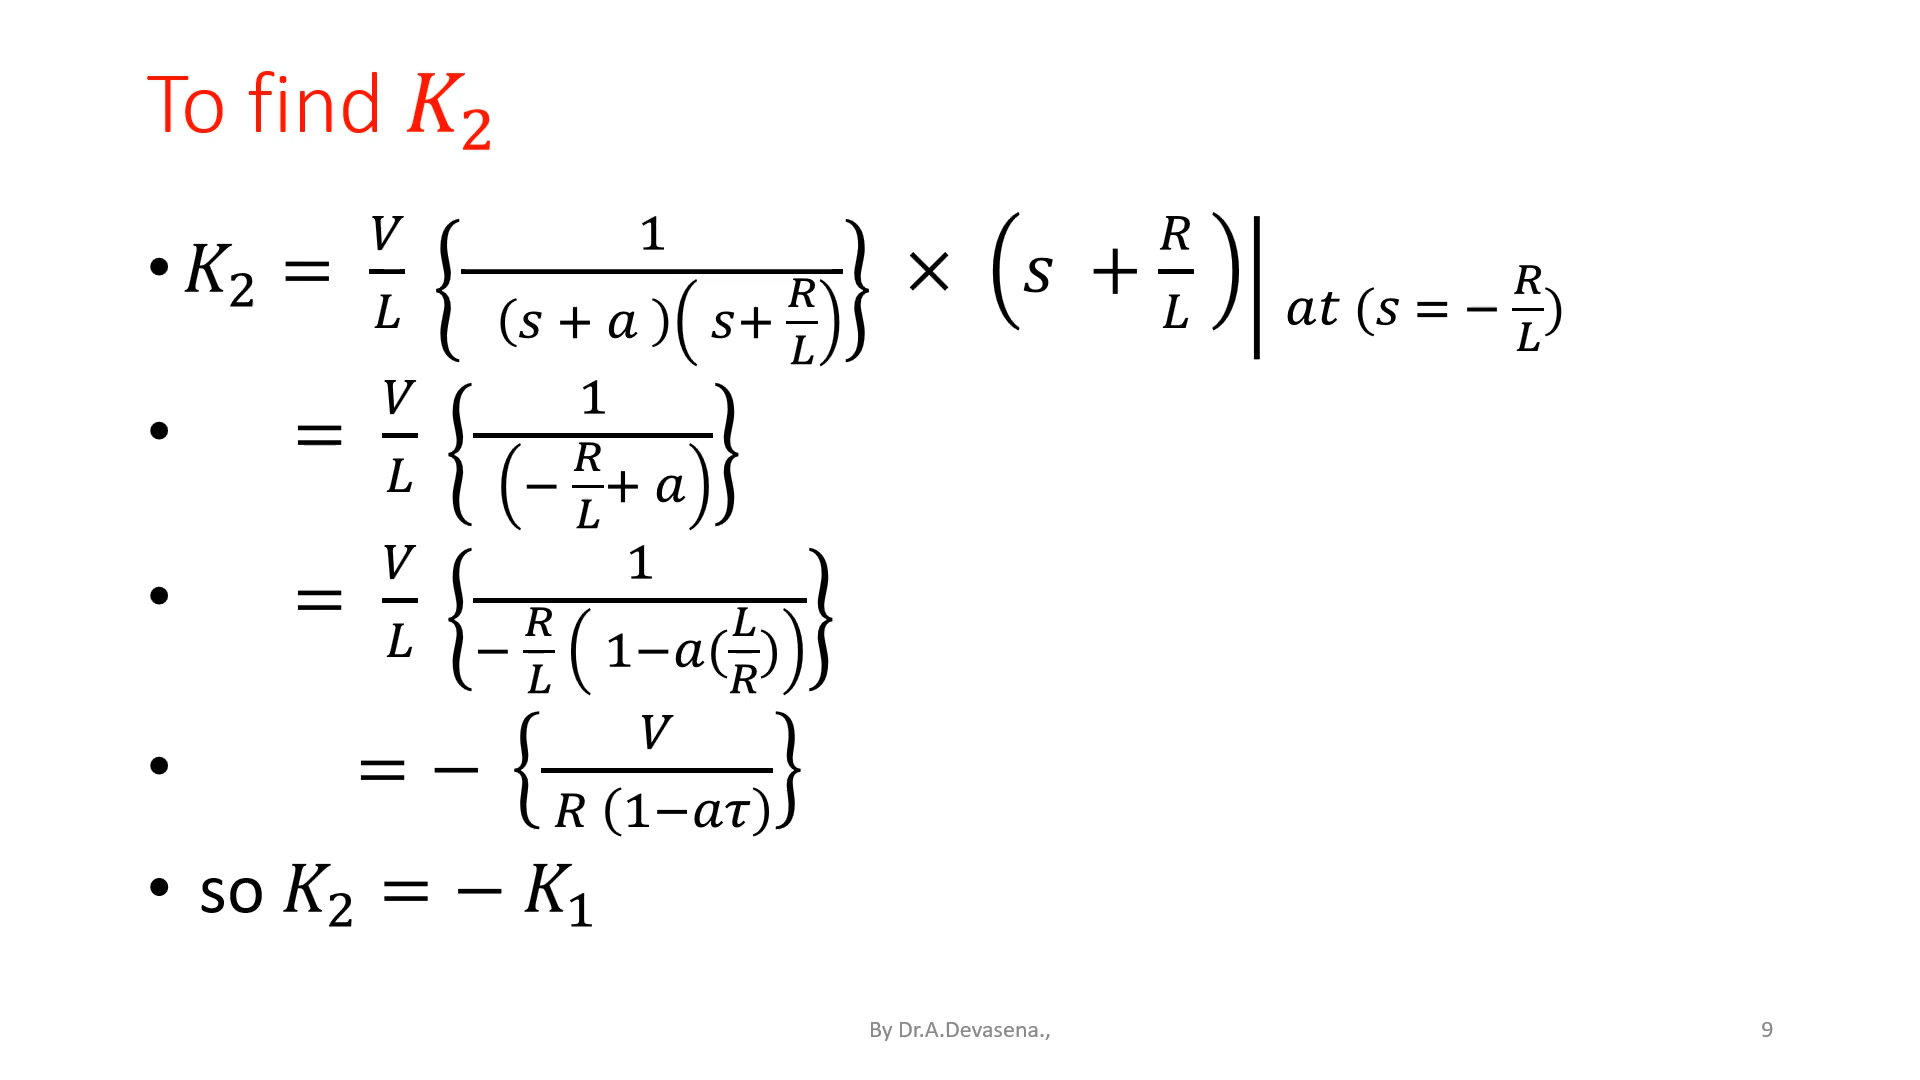 To find K₂
• K₂ = V/L {1/((s + a)(s+R/L))} × (s + R/L)| at (s = − R/L)
• = V/L {1/(− R/L + a)}
• = V/L {1/(− R/L (1−a(L/R)))}
• = − {V/(R (1−aτ))}
• so K₂ = − K₁
By Dr.A.Devasena.,
9